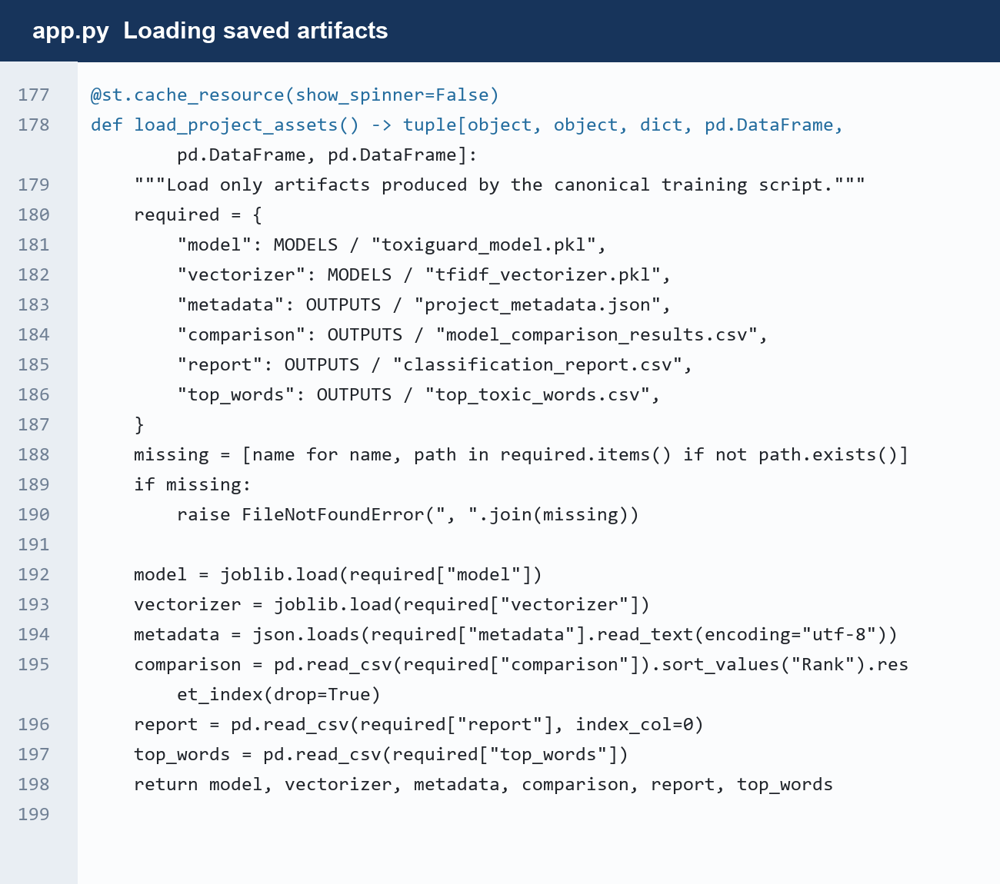 app.py  Loading saved artifacts
177 @st.cache_resource(show_spinner=False)
178 def load_project_assets() -> tuple[object, object, dict, pd.DataFrame,
        pd.DataFrame, pd.DataFrame]:
179     """Load only artifacts produced by the canonical training script."""
180     required = {
181         "model": MODELS / "toxiguard_model.pkl",
182         "vectorizer": MODELS / "tfidf_vectorizer.pkl",
183         "metadata": OUTPUTS / "project_metadata.json",
184         "comparison": OUTPUTS / "model_comparison_results.csv",
185         "report": OUTPUTS / "classification_report.csv",
186         "top_words": OUTPUTS / "top_toxic_words.csv",
187     }
188     missing = [name for name, path in required.items() if not path.exists()]
189     if missing:
190         raise FileNotFoundError(", ".join(missing))
191
192     model = joblib.load(required["model"])
193     vectorizer = joblib.load(required["vectorizer"])
194     metadata = json.loads(required["metadata"].read_text(encoding="utf-8"))
195     comparison = pd.read_csv(required["comparison"]).sort_values("Rank").res
        et_index(drop=True)
196     report = pd.read_csv(required["report"], index_col=0)
197     top_words = pd.read_csv(required["top_words"])
198     return model, vectorizer, metadata, comparison, report, top_words
199